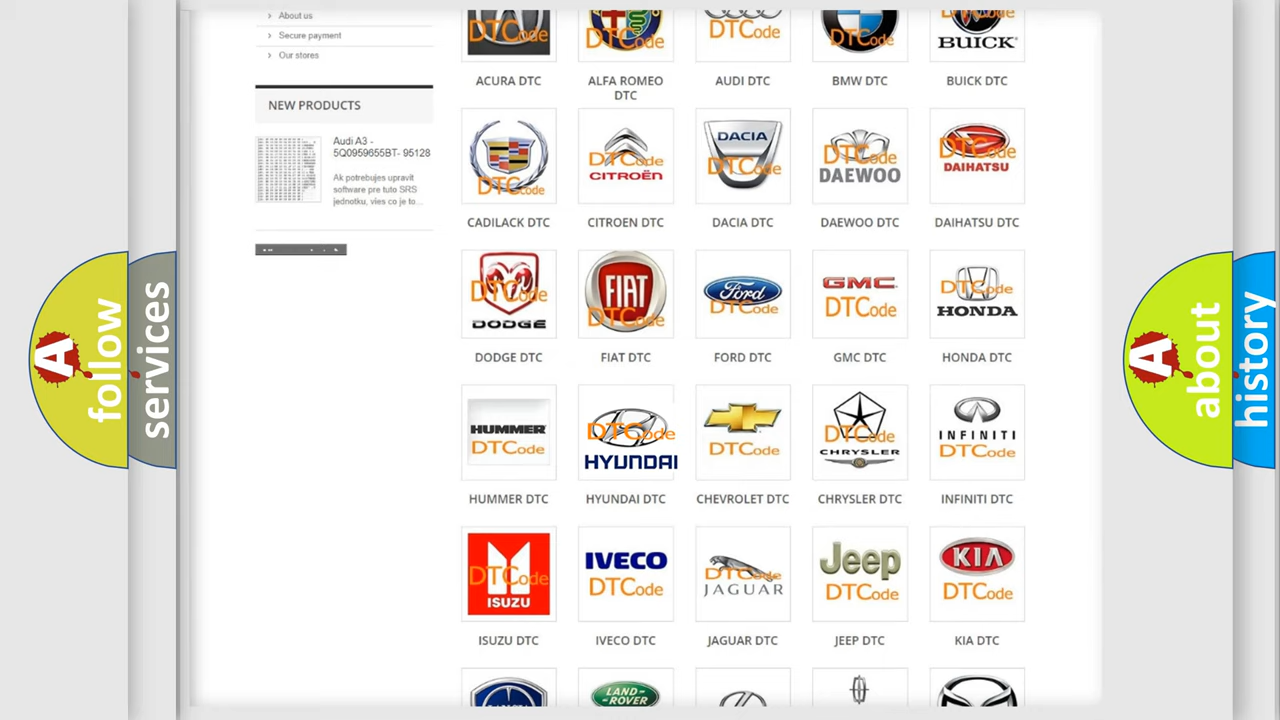 About us
Secure payment
Our stores
NEW PRODUCTS
Audi A3 -
5Q0959655BT- 95128
Ak potrebujes upravit
software pre tuto SRS
jednotku, vies co je to...
DTCode
DTCode
DTCode
DTCode
BUICK
ACURA DTC
ALFA ROMEO
DTC
AUDI DTC
BMW DTC
BUICK DTC
DTCode
DTCode
CITROËN
DACIA
DTCode
DTCode
DAEWOO
DTCode
DAIHATSU
CADILACK DTC
CITROEN DTC
DACIA DTC
DAEWOO DTC
DAIHATSU DTC
DTCode
DODGE
FIAT
DTCode
Ford
DTCode
GMC
DTCode
DTCode
HONDA
DODGE DTC
FIAT DTC
FORD DTC
GMC DTC
HONDA DTC
HUMMER
DTCode
DTCode
HYUNDAI
DTCode
DTCode
CHRYSLER
INFINITI
DTCode
HUMMER DTC
HYUNDAI DTC
CHEVROLET DTC
CHRYSLER DTC
INFINITI DTC
DTCode
ISUZU
IVECO
DTCode
DTCode
JAGUAR
Jeep
DTCode
KIA
DTCode
ISUZU DTC
IVECO DTC
JAGUAR DTC
JEEP DTC
KIA DTC
LAND-
ROVER
A
follow
services
A
about
history